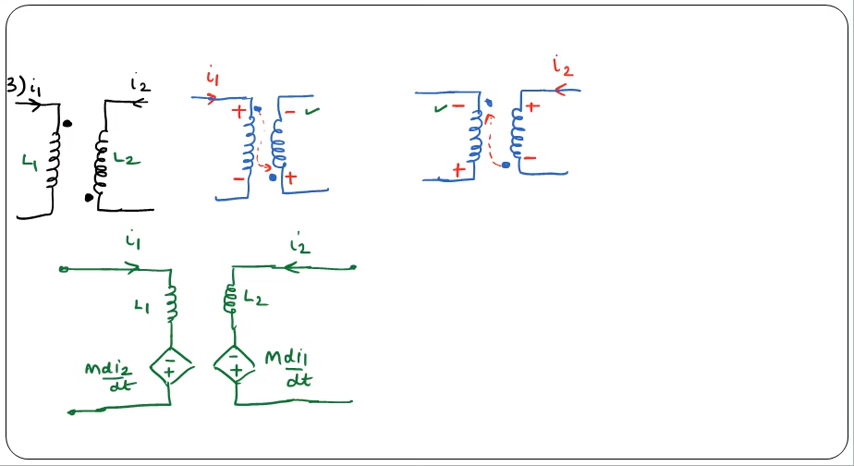 3) i1 i2 i1 i2
+ - ✓ ✓ - +
L1 L2
- + + -
i1 i2
L1 L2
Mdi2/dt - + - + Mdi1/dt